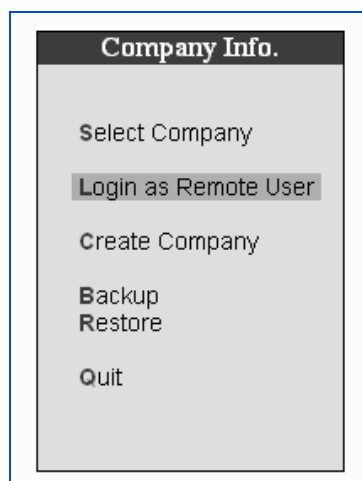 Company Info.
Select Company
Login as Remote User
Create Company
Backup
Restore
Quit